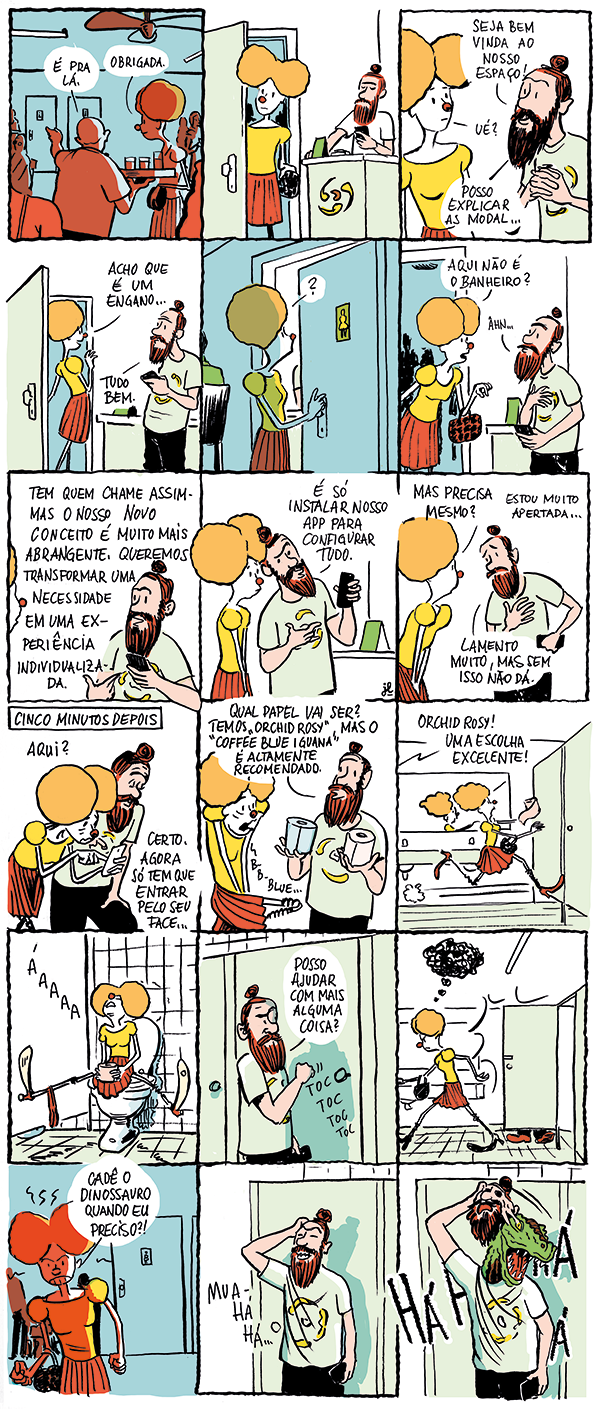 É PRA
LÁ.
OBRIGADA.
SEJA BEM
VINDA AO
NOSSO
ESPAÇO!
UÉ?
POSSO
EXPLICAR
AS MODAL...
ACHO QUE
É UM
ENGANO...
TUDO
BEM.
?
AQUI NÃO É
O BANHEIRO?
ÀHN...
TEM QUEM CHAME ASSIM-
MAS O NOSSO NOVO
CONCEITO É MUITO MAIS
ABRANGENTE. QUEREMOS
TRANSFORMAR UMA
NECESSIDADE
EM UMA EX-
PERIÊNCIA
INDIVIDUALIZA-
DA.
É SÓ
INSTALAR NOSSO
APP PARA
CONFIGURAR
TUDO.
MAS PRECISA
MESMO?
ESTOU MUITO
APERTADA...
LAMENTO
MUITO, MAS SEM
ISSO NÃO DÁ.
CINCO MINUTOS DEPOIS
AQUI?
CERTO.
AGORA
SÓ TEM QUE
ENTRAR
PELO SEU
FACE...
QUAL PAPEL VAI SER?
TEMOS "ORCHID ROSY", MAS O
"COFFEE BLUE IGUANA",
É ALTAMENTE
RECOMENDADO.
B-
B-
BLUE...
ORCHID ROSY!
UMA ESCOLHA
EXCELENTE!
Á
A
A
A
A
POSSO
AJUDAR
COM MAIS
ALGUMA
COISA?
TOC
TOC
TOC
TOC
CADÊ O
DINOSSAURO
QUANDO EU
PRECISO?!
MUA-
HÁ
HÁ...
HÁ
HÁ
HÁ
HÁ